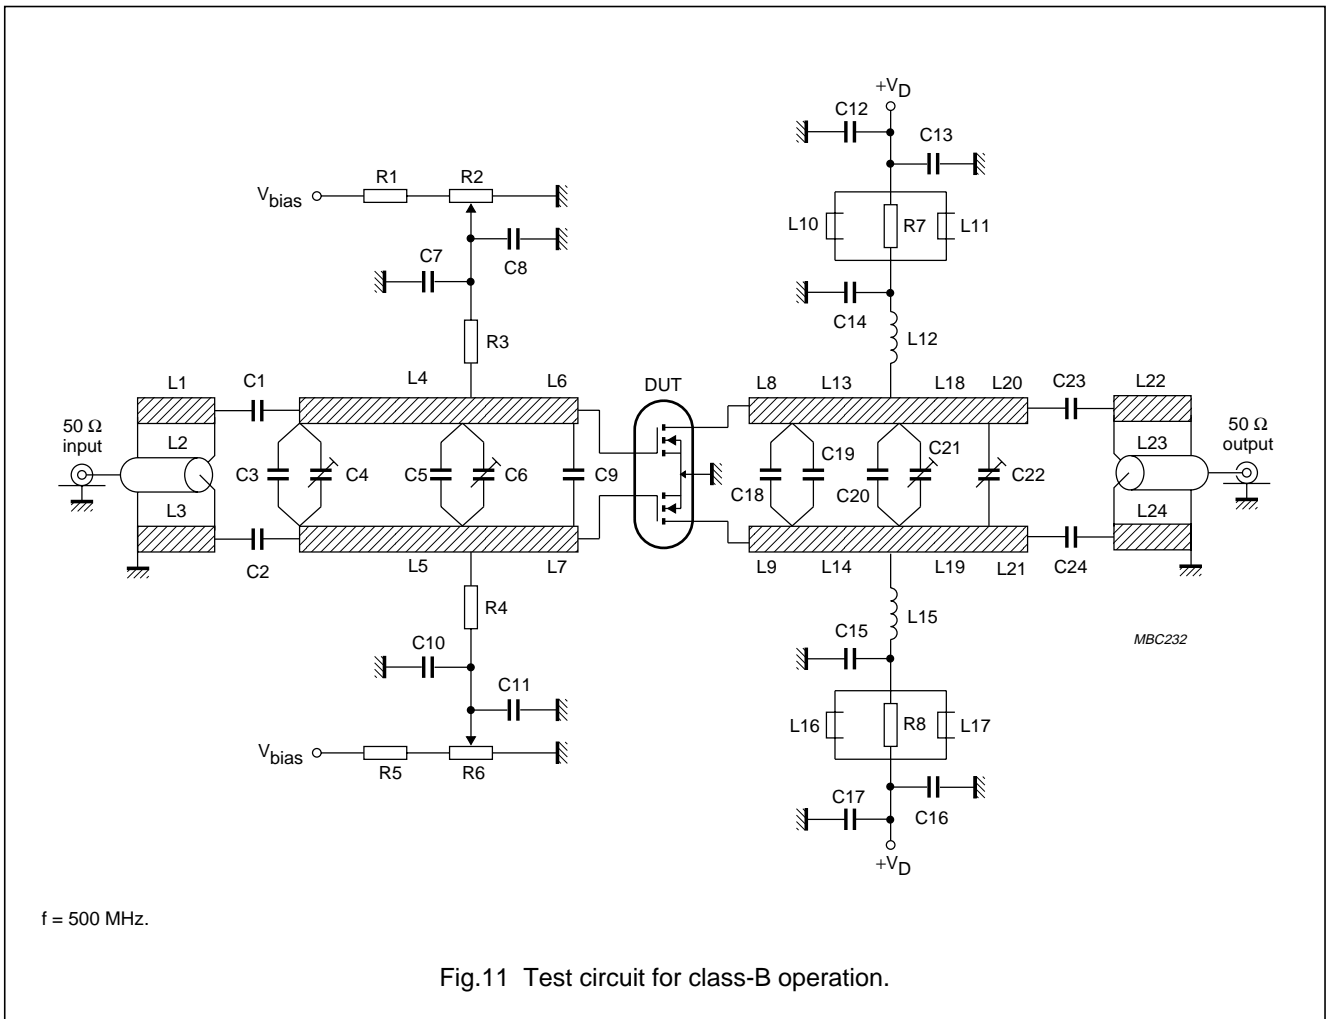 +VD
C12
C13
R1
R2
Vbias
L10
R7
L11
C7
C8
C14
R3
L12
L1
C1
L4
L6
DUT
L8
L13
L18
L20
C23
L22
50 Ω
input
50 Ω
output
L2
C3
C4
C5
C6
C9
C18
C19
C20
C21
C22
L23
L3
L24
C2
L5
L7
L9
L14
L19
L21
C24
R4
L15
C10
C15
MBC232
C11
L16
R8
L17
Vbias
R5
R6
C17
C16
+VD
f = 500 MHz.
Fig.11 Test circuit for class-B operation.